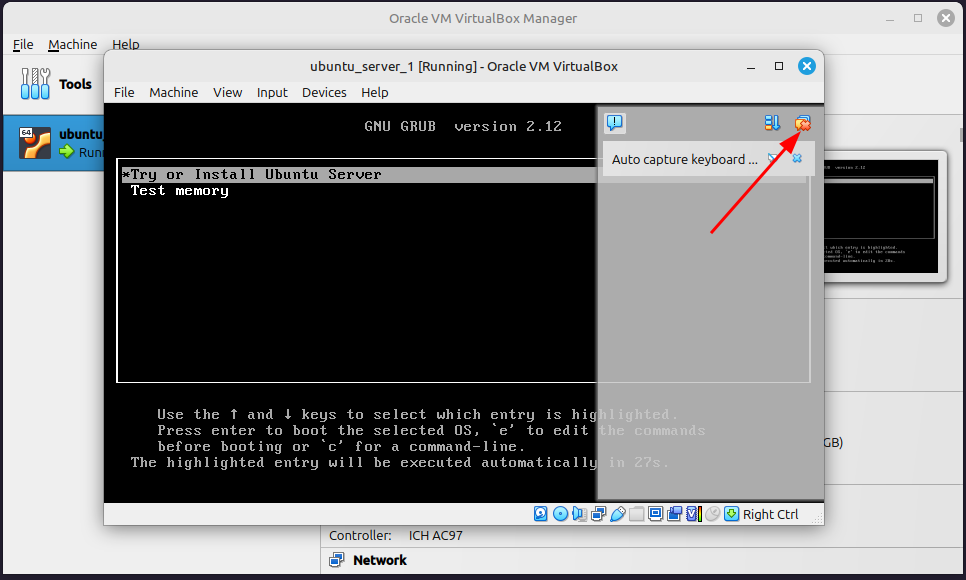 Oracle VM VirtualBox Manager
File Machine Help
Tools
64
ubuntu
Runn
ubuntu_server_1 [Running] - Oracle VM VirtualBox
File Machine View Input Devices Help
GNU GRUB version 2.12
Auto capture keyboard ...
*Try or Install Ubuntu Server
Test memory
Use the ↑ and ↓ keys to select which entry is highlighted.
Press enter to boot the selected OS, `e' to edit the commands
before booting or `c' for a command-line.
The highlighted entry will be executed automatically in 27s.
GB)
Right Ctrl
Controller: ICH AC97
Network